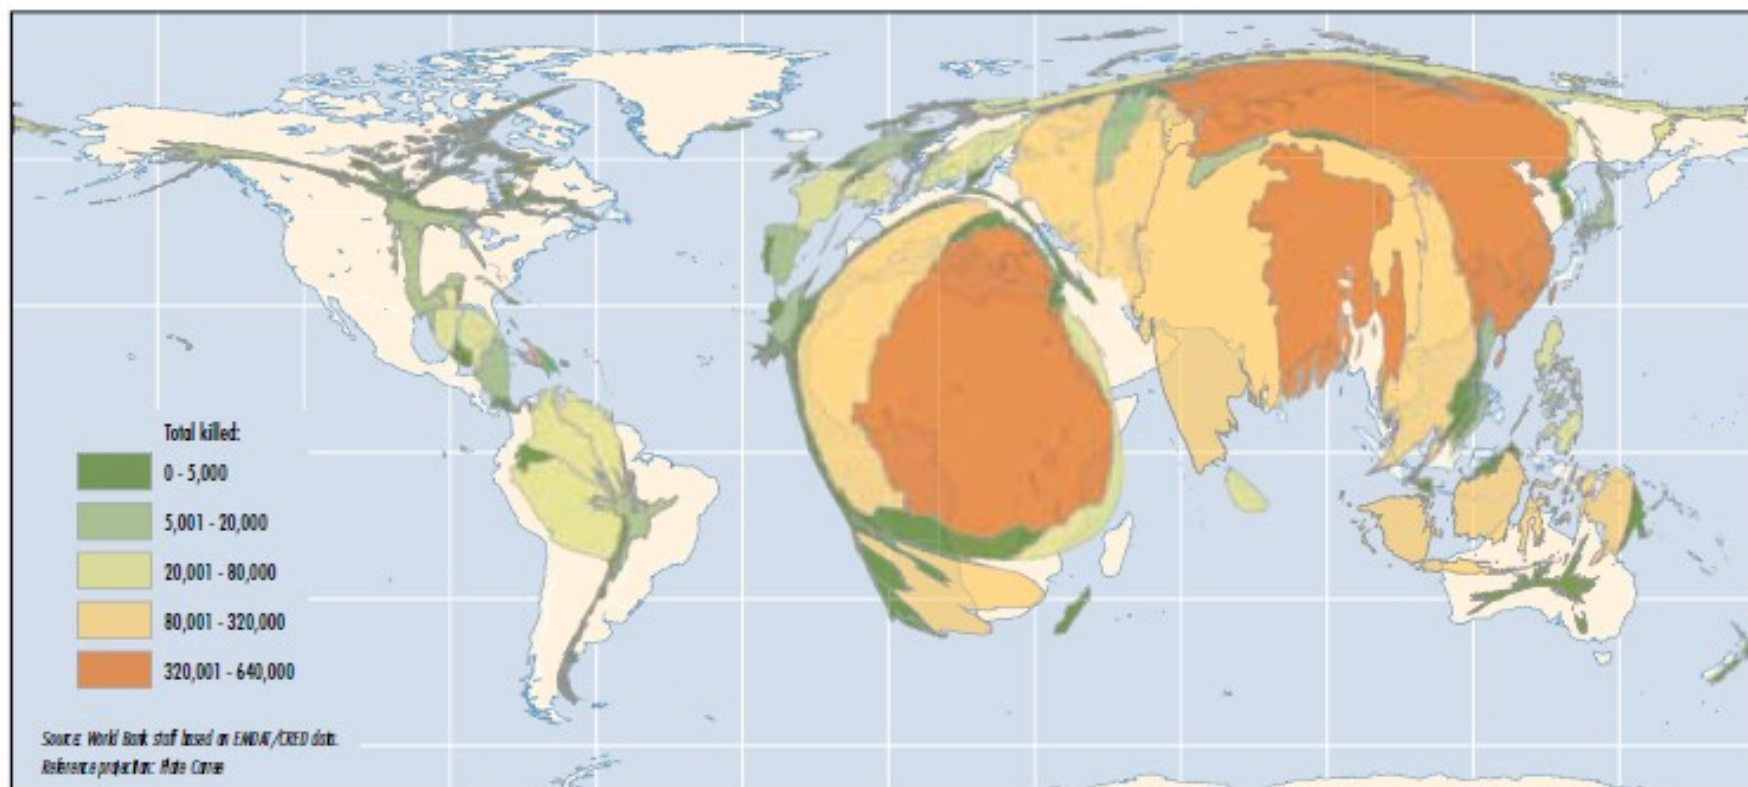 Total killed:
0 - 5,000
5,001 - 20,000
20,001 - 80,000
80,001 - 320,000
320,001 - 640,000
Source: World Bank staff based on EMDAT/CRED data.
Reference projection: Plate Carree